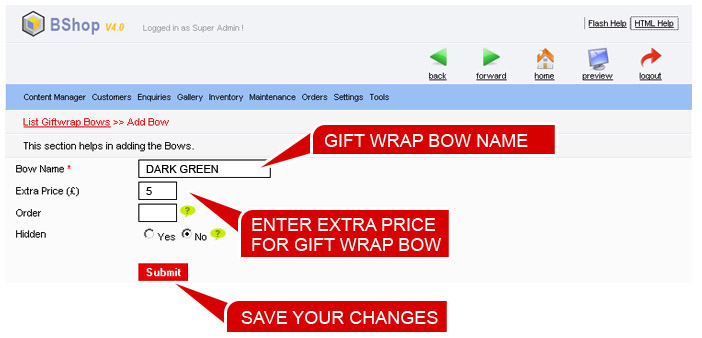 BShop V4.0 Logged in as Super Admin ! Flash Help HTML Help
back forward home preview logout
Content Manager Customers Enquiries Gallery Inventory Maintenance Orders Settings Tools
List Giftwrap Bows >> Add Bow
GIFT WRAP BOW NAME
This section helps in adding the Bows.
Bow Name * DARK GREEN
Extra Price (£) 5
Order ?
ENTER EXTRA PRICE
FOR GIFT WRAP BOW
Hidden Yes No ?
Submit
SAVE YOUR CHANGES